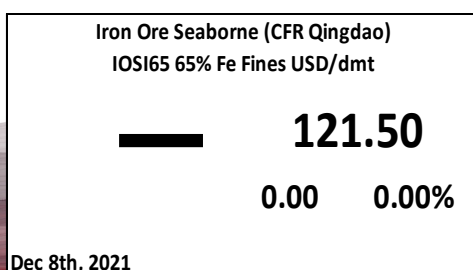 Iron Ore Seaborne (CFR Qingdao)
IOSI65 65% Fe Fines USD/dmt
121.50
0.00 0.00%
Dec 8th, 2021